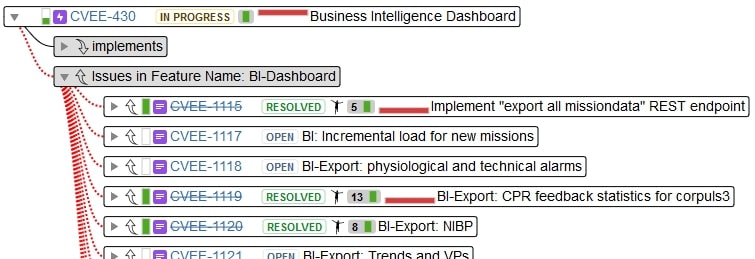 CVEE-430 IN PROGRESS Business Intelligence Dashboard
implements
Issues in Feature Name: BI-Dashboard
CVEE-1115 RESOLVED 5 Implement "export all missiondata" REST endpoint
CVEE-1117 OPEN BI: Incremental load for new missions
CVEE-1118 OPEN BI-Export: physiological and technical alarms
CVEE-1119 RESOLVED 13 BI-Export: CPR feedback statistics for corpuls3
CVEE-1120 RESOLVED 8 BI-Export: NIBP
CVEE-1121 OPEN BI-Export: Trends and VPs